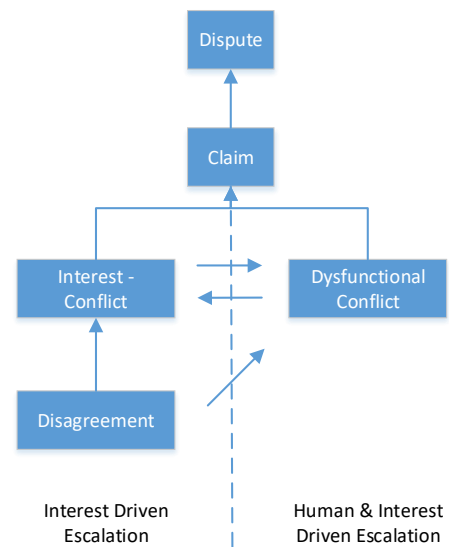 Dispute
Claim
Interest -
Conflict
Dysfunctional
Conflict
Disagreement
Interest Driven
Escalation
Human & Interest
Driven Escalation